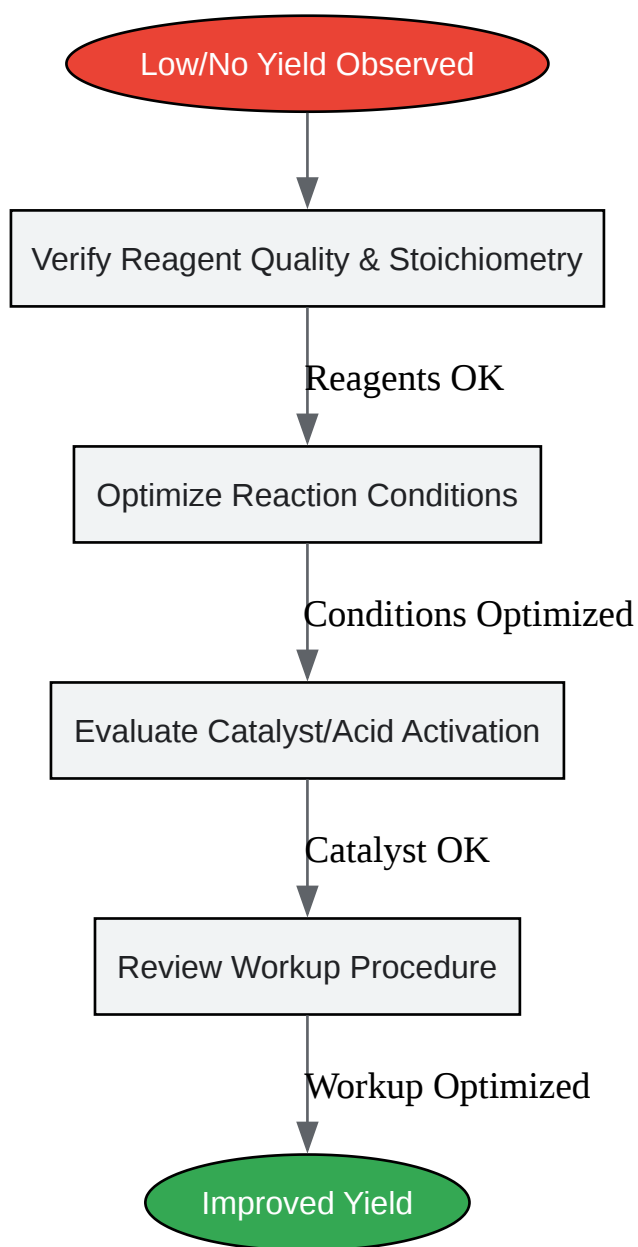 Low/No Yield Observed
Verify Reagent Quality & Stoichiometry
Reagents OK
Optimize Reaction Conditions
Conditions Optimized
Evaluate Catalyst/Acid Activation
Catalyst OK
Review Workup Procedure
Workup Optimized
Improved Yield